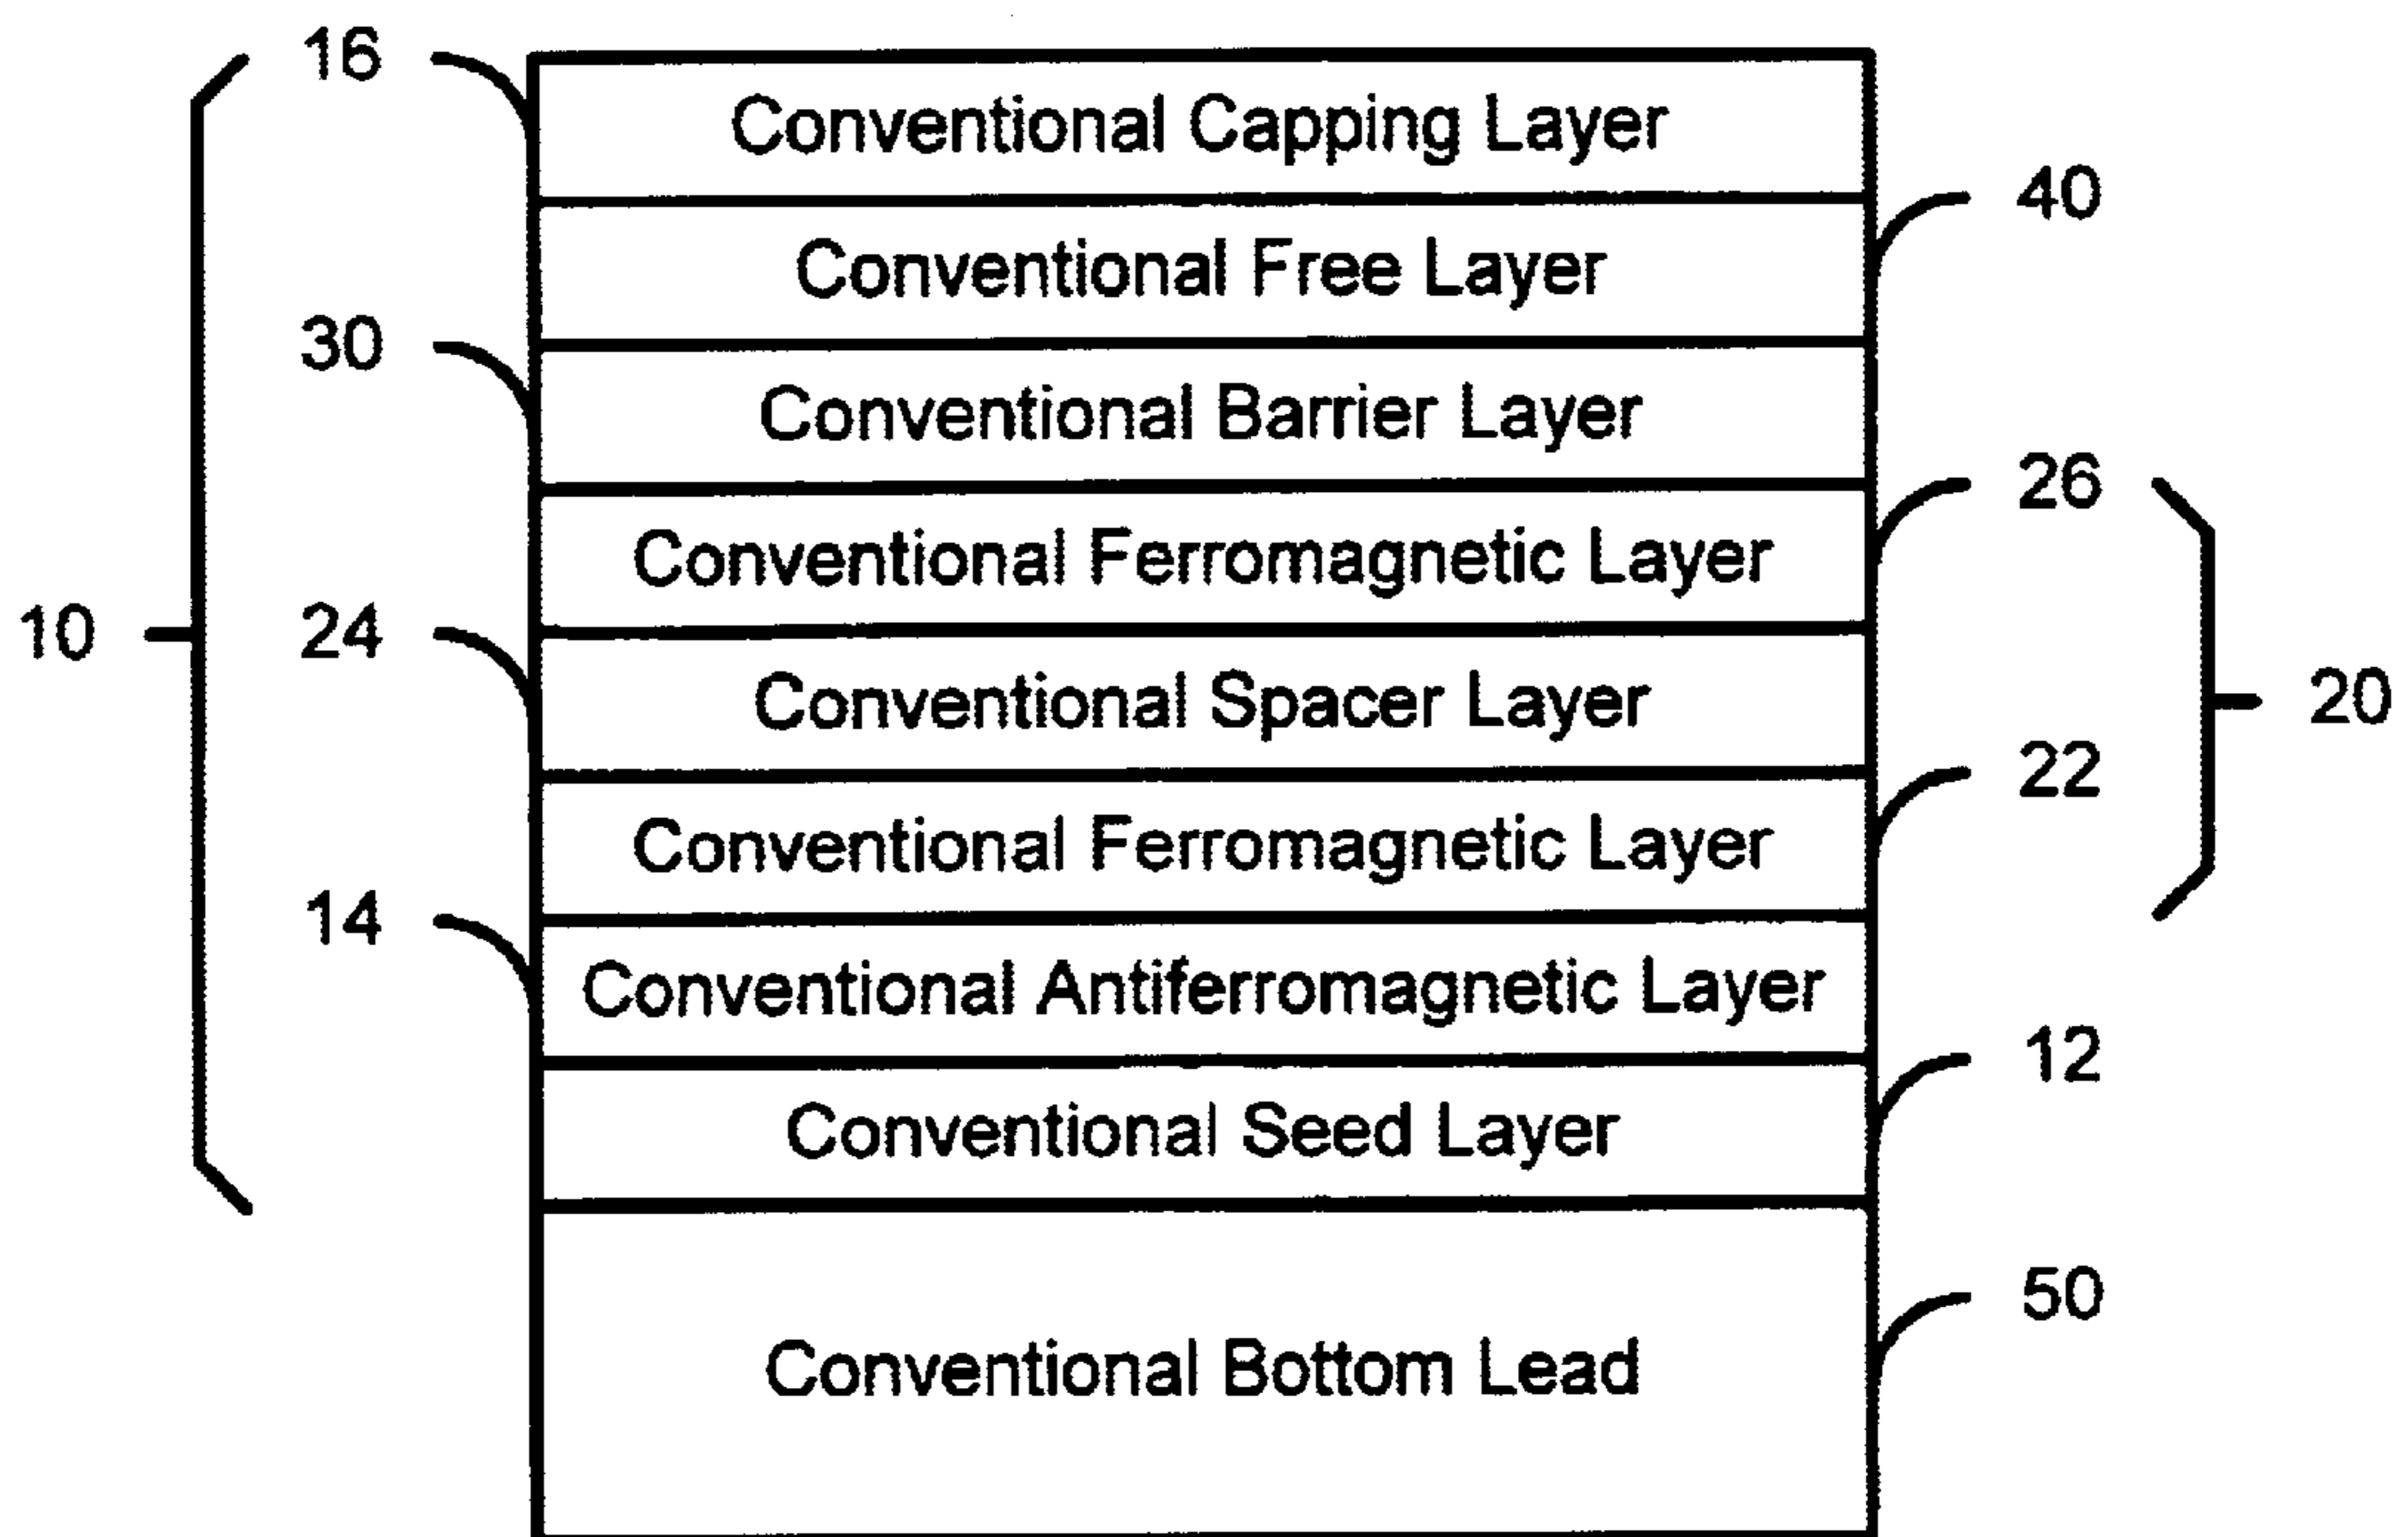 16
Conventional Capping Layer
40
Conventional Free Layer
30
Conventional Barrier Layer
26
Conventional Ferromagnetic Layer
10
24
Conventional Spacer Layer
20
22
Conventional Ferromagnetic Layer
14
Conventional Antiferromagnetic Layer
12
Conventional Seed Layer
50
Conventional Bottom Lead